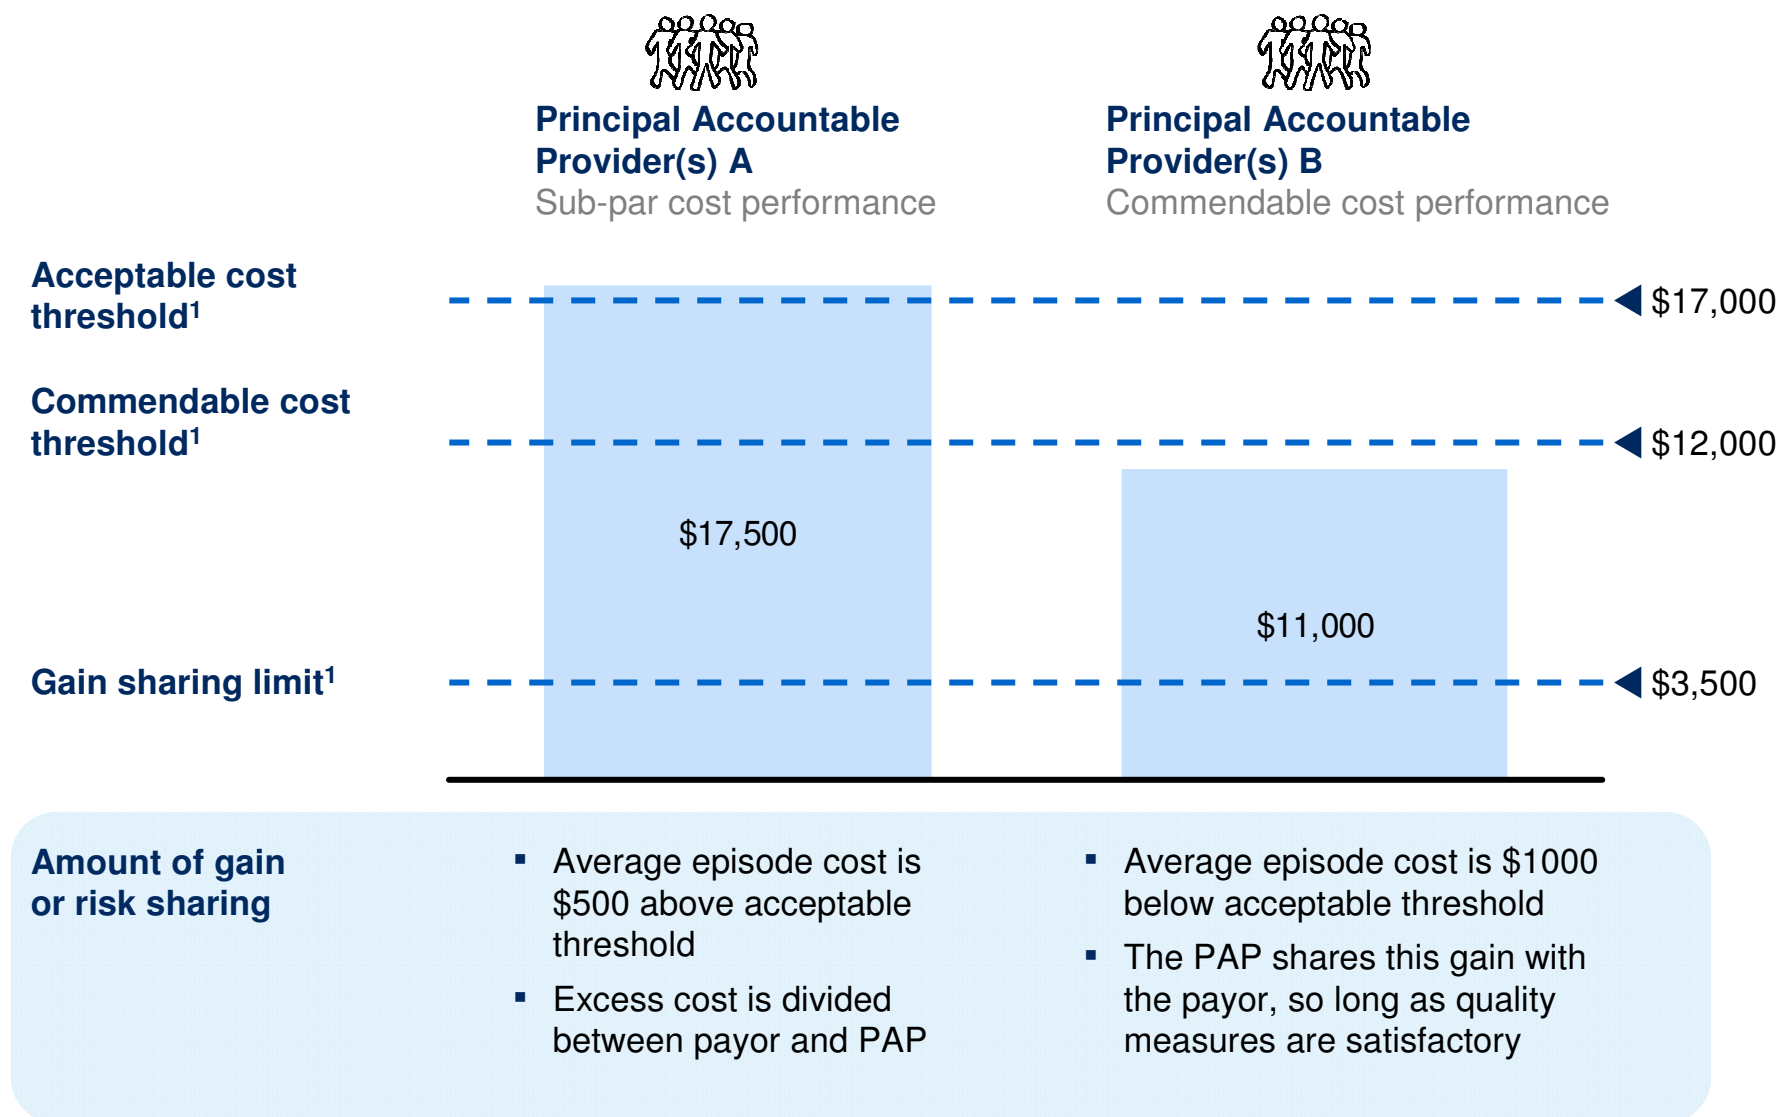 Principal Accountable
Provider(s) A
Sub-par cost performance
Principal Accountable
Provider(s) B
Commendable cost performance
Acceptable cost
threshold¹
$17,000
Commendable cost
threshold¹
$12,000
$17,500
$11,000
Gain sharing limit¹
$3,500
Amount of gain
or risk sharing
▪ Average episode cost is
$500 above acceptable
threshold
▪ Excess cost is divided
between payor and PAP
▪ Average episode cost is $1000
below acceptable threshold
▪ The PAP shares this gain with
the payor, so long as quality
measures are satisfactory